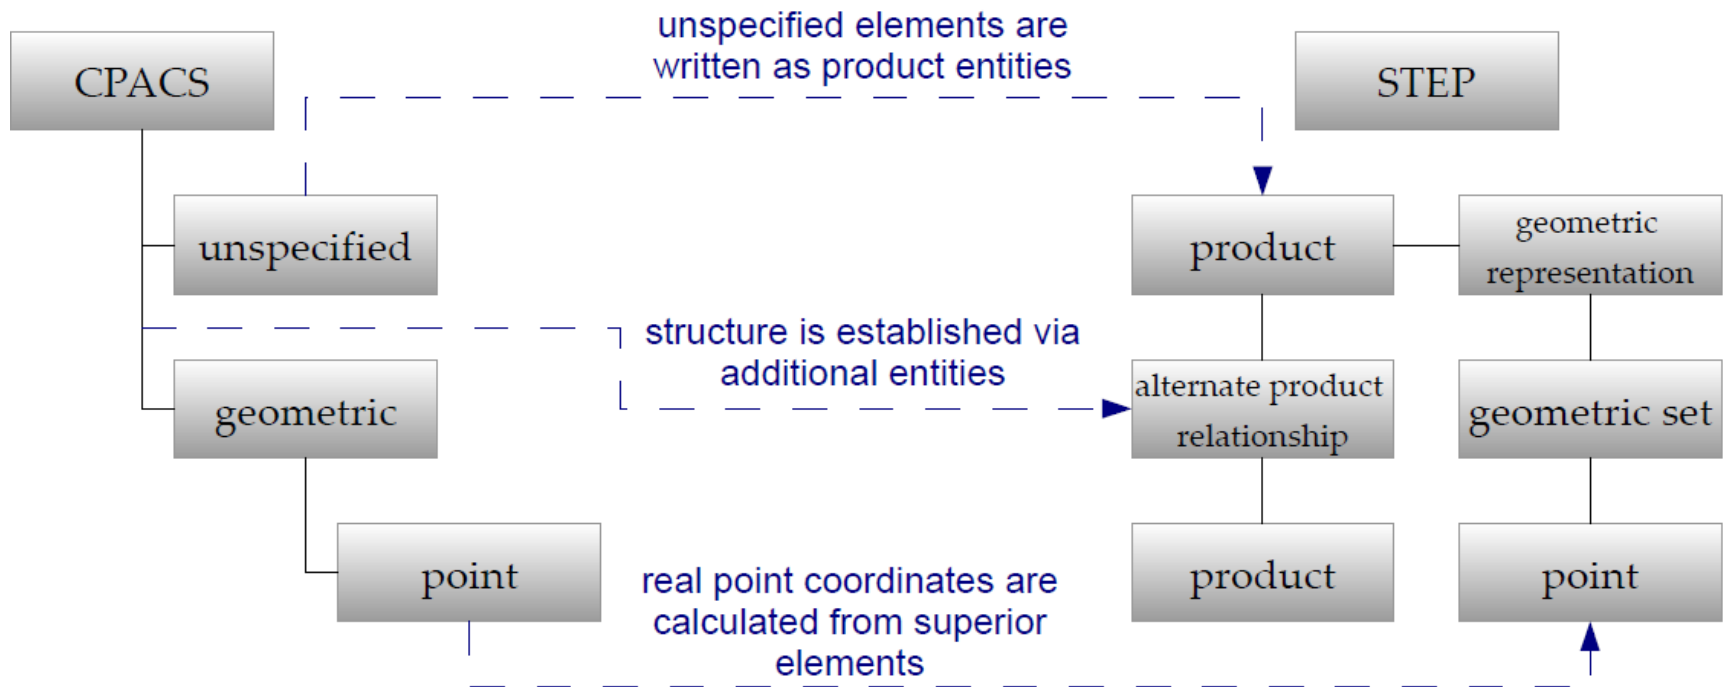 unspecified elements are
written as product entities
CPACS
STEP
unspecified
product
geometric
representation
structure is established via
additional entities
geometric
alternate product
relationship
geometric set
point
real point coordinates are
calculated from superior
elements
product
point